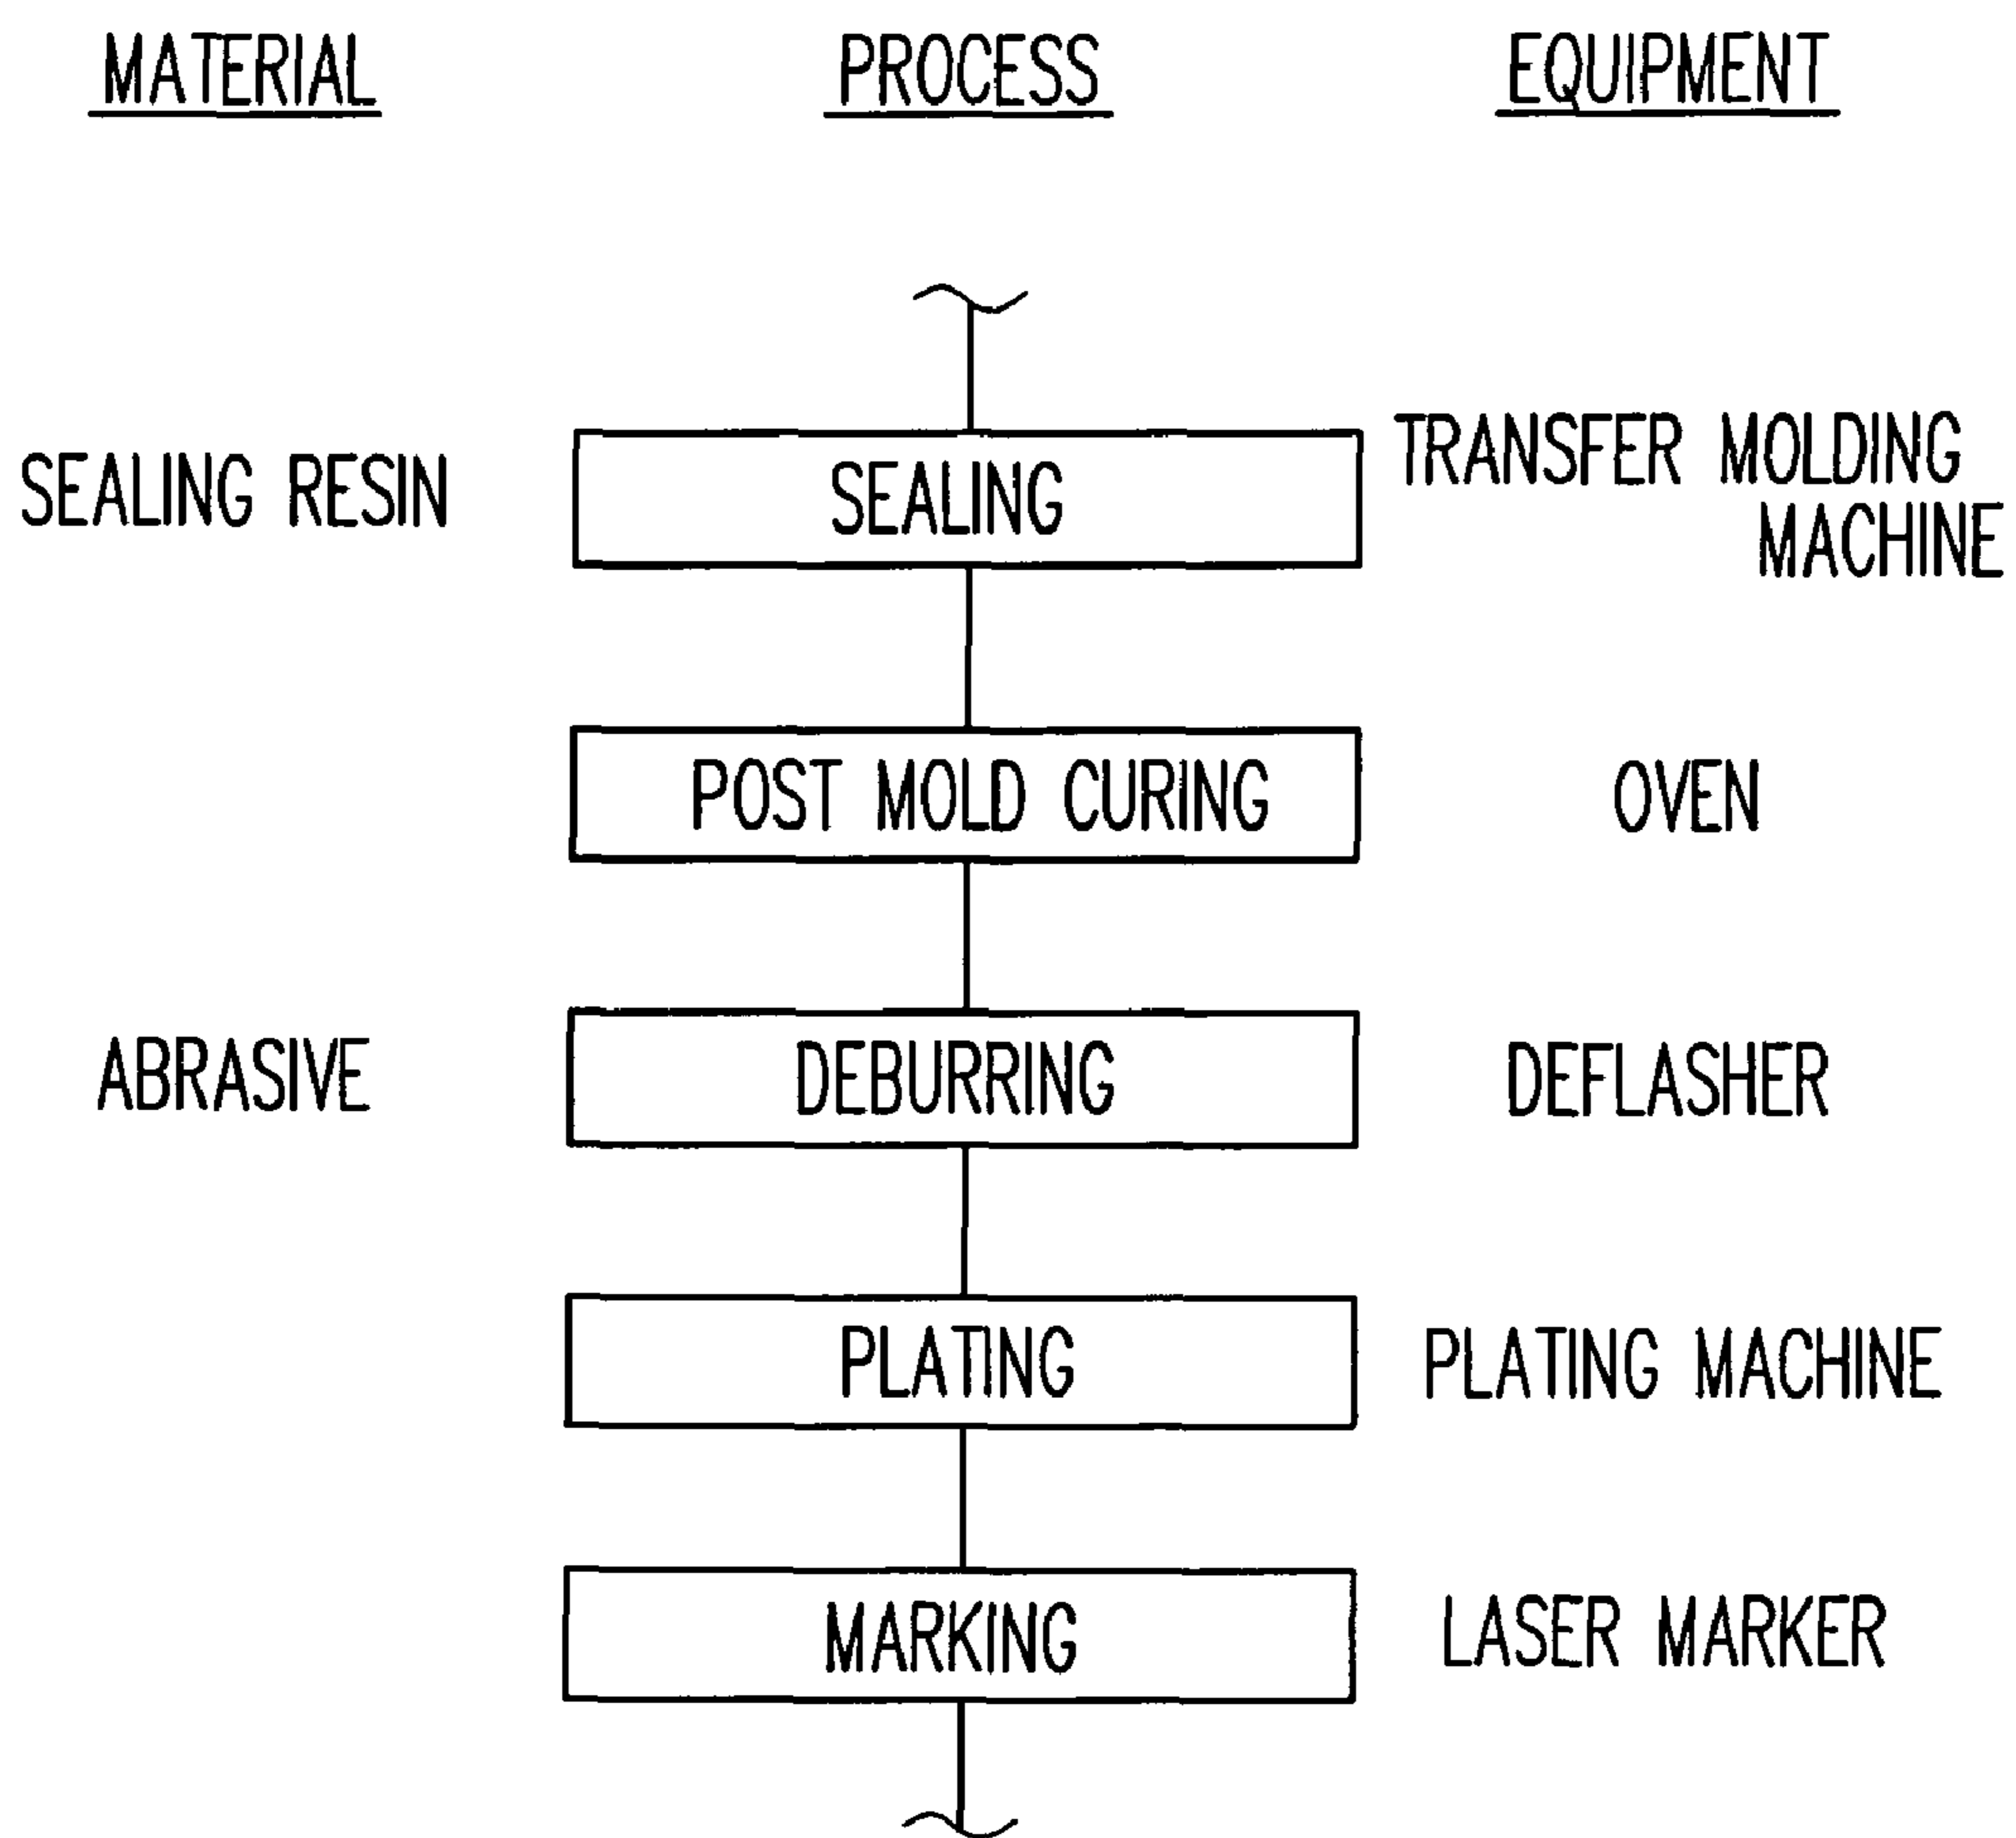 MATERIAL
PROCESS
EQUIPMENT
SEALING RESIN
SEALING
TRANSFER MOLDING
MACHINE
POST MOLD CURING
OVEN
ABRASIVE
DEBURRING
DEFLASHER
PLATING
PLATING MACHINE
MARKING
LASER MARKER